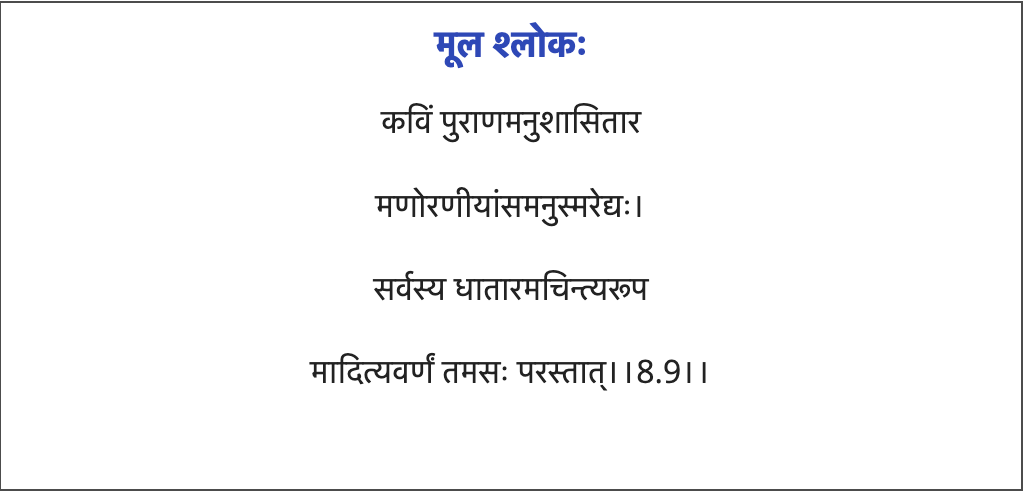 मूल श्लोकः
कविं पुराणमनुशासितार
मणोरणीयांसमनुस्मरेद्यः।
सर्वस्य धातारमचिन्त्यरूप
मादित्यवर्णं तमसः परस्तात्।।8.9।।